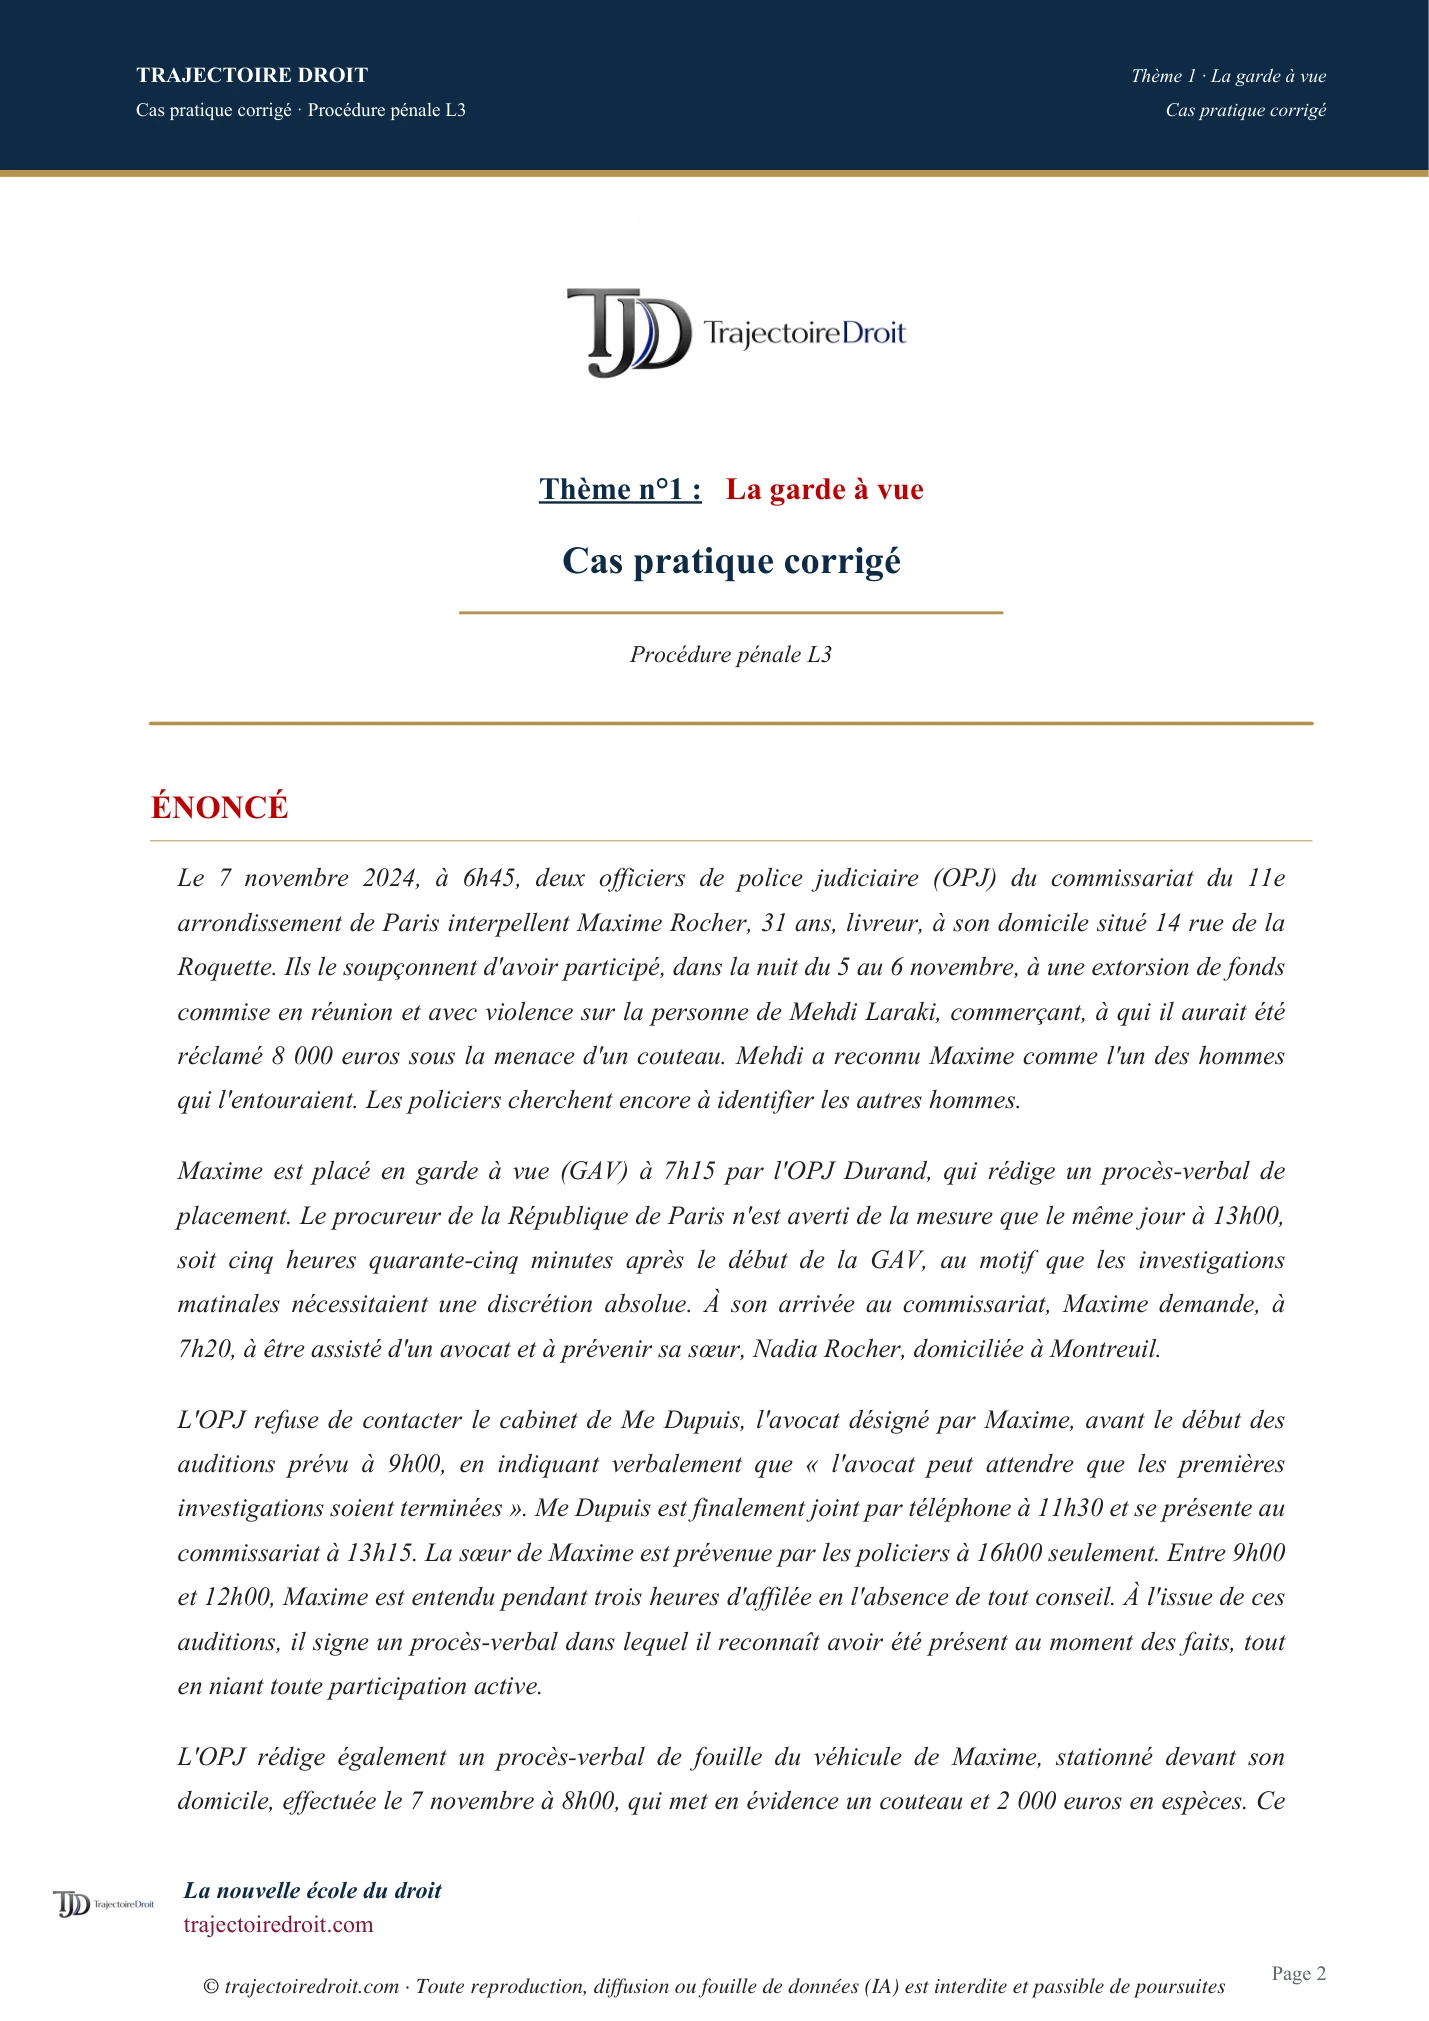 TRAJECTOIRE DROIT
Cas pratique corrigé · Procédure pénale L3
Thème 1 · La garde à vue
Cas pratique corrigé
TJD TrajectoireDroit
Thème n°1 : La garde à vue
Cas pratique corrigé
Procédure pénale L3
ÉNONCÉ
Le 7 novembre 2024, à 6h45, deux officiers de police judiciaire (OPJ) du commissariat du 11e
arrondissement de Paris interpellent Maxime Rocher, 31 ans, livreur, à son domicile situé 14 rue de la
Roquette. Ils le soupçonnent d'avoir participé, dans la nuit du 5 au 6 novembre, à une extorsion de fonds
commise en réunion et avec violence sur la personne de Mehdi Laraki, commerçant, à qui il aurait été
réclamé 8 000 euros sous la menace d'un couteau. Mehdi a reconnu Maxime comme l'un des hommes
qui l'entouraient. Les policiers cherchent encore à identifier les autres hommes.
Maxime est placé en garde à vue (GAV) à 7h15 par l'OPJ Durand, qui rédige un procès-verbal de
placement. Le procureur de la République de Paris n'est averti de la mesure que le même jour à 13h00,
soit cinq heures quarante-cinq minutes après le début de la GAV, au motif que les investigations
matinales nécessitaient une discrétion absolue. À son arrivée au commissariat, Maxime demande, à
7h20, à être assisté d'un avocat et à prévenir sa sœur, Nadia Rocher, domiciliée à Montreuil.
L'OPJ refuse de contacter le cabinet de Me Dupuis, l'avocat désigné par Maxime, avant le début des
auditions prévu à 9h00, en indiquant verbalement que « l'avocat peut attendre que les premières
investigations soient terminées ». Me Dupuis est finalement joint par téléphone à 11h30 et se présente au
commissariat à 13h15. La sœur de Maxime est prévenue par les policiers à 16h00 seulement. Entre 9h00
et 12h00, Maxime est entendu pendant trois heures d'affilée en l'absence de tout conseil. À l'issue de ces
auditions, il signe un procès-verbal dans lequel il reconnaît avoir été présent au moment des faits, tout
en niant toute participation active.
L'OPJ rédige également un procès-verbal de fouille du véhicule de Maxime, stationné devant son
domicile, effectuée le 7 novembre à 8h00, qui met en évidence un couteau et 2 000 euros en espèces. Ce
TJD TrajectoireDroit
La nouvelle école du droit
trajectoiredroit.com
© trajectoiredroit.com · Toute reproduction, diffusion ou fouille de données (IA) est interdite et passible de poursuites
Page 2